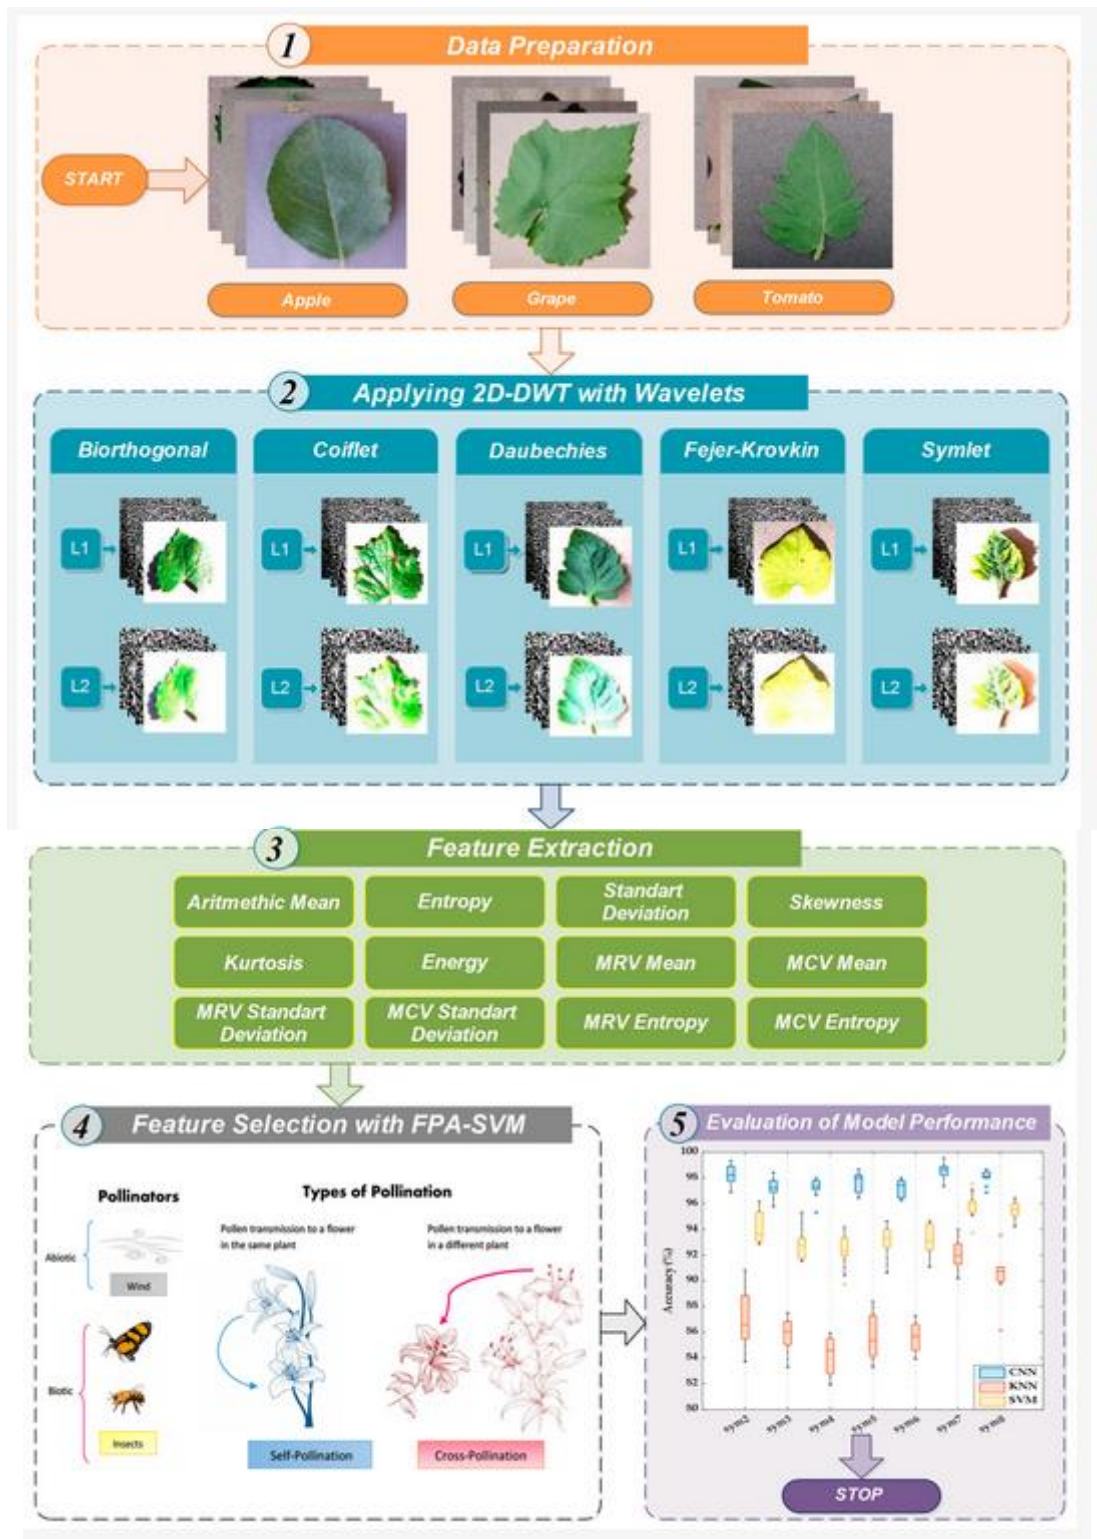 1 Data Preparation
START
Apple
Grape
Tomato
2 Applying 2D-DWT with Wavelets
Biorthogonal
Coiflet
Daubechies
Fejer-Krovkin
Symlet
L1
L1
L1
L1
L1
L2
L2
L2
L2
L2
3 Feature Extraction
Aritmethic Mean
Entropy
Standart
Deviation
Skewness
Kurtosis
Energy
MRV Mean
MCV Mean
MRV Standart
Deviation
MCV Standart
Deviation
MRV Entropy
MCV Entropy
4 Feature Selection with FPA-SVM
Pollinators
Abiotic
Wind
Biotic
Insects
Types of Pollination
Pollen transmission to a flower
in the same plant
Pollen transmission to a flower
in a different plant
Self-Pollination
Cross-Pollination
5 Evaluation of Model Performance
Accuracy (%)
100
98
96
94
92
90
88
86
84
82
80
sym2
sym3
sym4
sym5
sym6
sym7
sym8
CNN
KNN
SVM
STOP